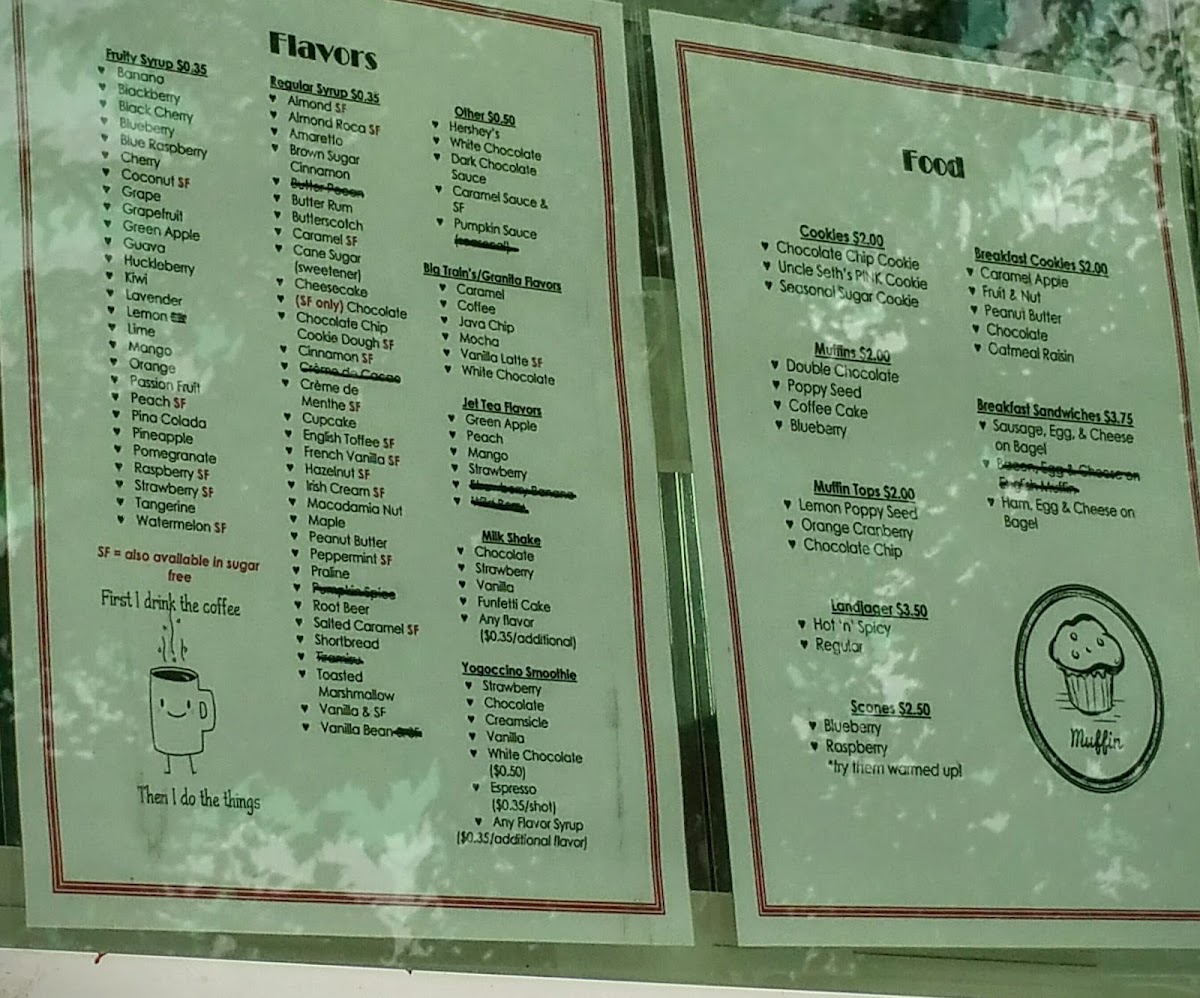 Flavors
Fruity Syrup $0.35
Banana
Blackberry
Black Cherry
Blueberry
Blue Raspberry
Cherry
Coconut SF
Grape
Grapefruit
Green Apple
Guava
Huckleberry
Kiwi
Lavender
Lemon
Lime
Mango
Orange
Passion Fruit
Peach SF
Pina Colada
Pineapple
Pomegranate
Raspberry SF
Strawberry SF
Tangerine
Watermelon SF
SF = also available in sugar
free
First I drink the coffee
Then I do the things
Regular Syrup $0.35
Almond SF
Almond Roca SF
Amaretto
Brown Sugar
Cinnamon
Butter Pecan
Butter Rum
Butterscotch
Caramel SF
Cane Sugar
(sweetener)
Cheesecake
(SF only) Chocolate
Chocolate Chip
Cookie Dough SF
Cinnamon SF
Crème de Cacao
Crème de
Menthe SF
Cupcake
English Toffee SF
French Vanilla SF
Hazelnut SF
Irish Cream SF
Macadamia Nut
Maple
Peanut Butter
Peppermint SF
Praline
Pumpkin Spice
Root Beer
Salted Caramel SF
Shortbread
Tiramisu
Toasted
Marshmallow
Vanilla & SF
Vanilla Bean & SF
Other $0.50
Hershey's
White Chocolate
Dark Chocolate
Sauce
Caramel Sauce &
SF
Pumpkin Sauce
(seasonal)
Big Train's/Granita Flavors
Caramel
Coffee
Java Chip
Mocha
Vanilla Latte SF
White Chocolate
Jet Tea Flavors
Green Apple
Peach
Mango
Strawberry
Strawberry Banana
Wild Berry
Milk Shake
Chocolate
Strawberry
Vanilla
Funfetti Cake
Any flavor
($0.35/additional)
Yogoccino Smoothie
Strawberry
Chocolate
Creamsicle
Vanilla
White Chocolate
($0.50)
Espresso
($0.35/shot)
Any Flavor Syrup
($0.35/additional flavor)
Food
Cookies $2.00
Chocolate Chip Cookie
Uncle Seth's PINK Cookie
Seasonal Sugar Cookie
Muffins $2.00
Double Chocolate
Poppy Seed
Coffee Cake
Blueberry
Muffin Tops $2.00
Lemon Poppy Seed
Orange Cranberry
Chocolate Chip
Landjager $3.50
Hot 'n' Spicy
Regular
Scones $2.50
Blueberry
Raspberry
*try them warmed up!
Breakfast Cookies $2.00
Caramel Apple
Fruit & Nut
Peanut Butter
Chocolate
Oatmeal Raisin
Breakfast Sandwiches $3.75
Sausage, Egg, & Cheese
on Bagel
Bacon, Egg & Cheese on
English Muffin
Ham, Egg & Cheese on
Bagel
Muffin